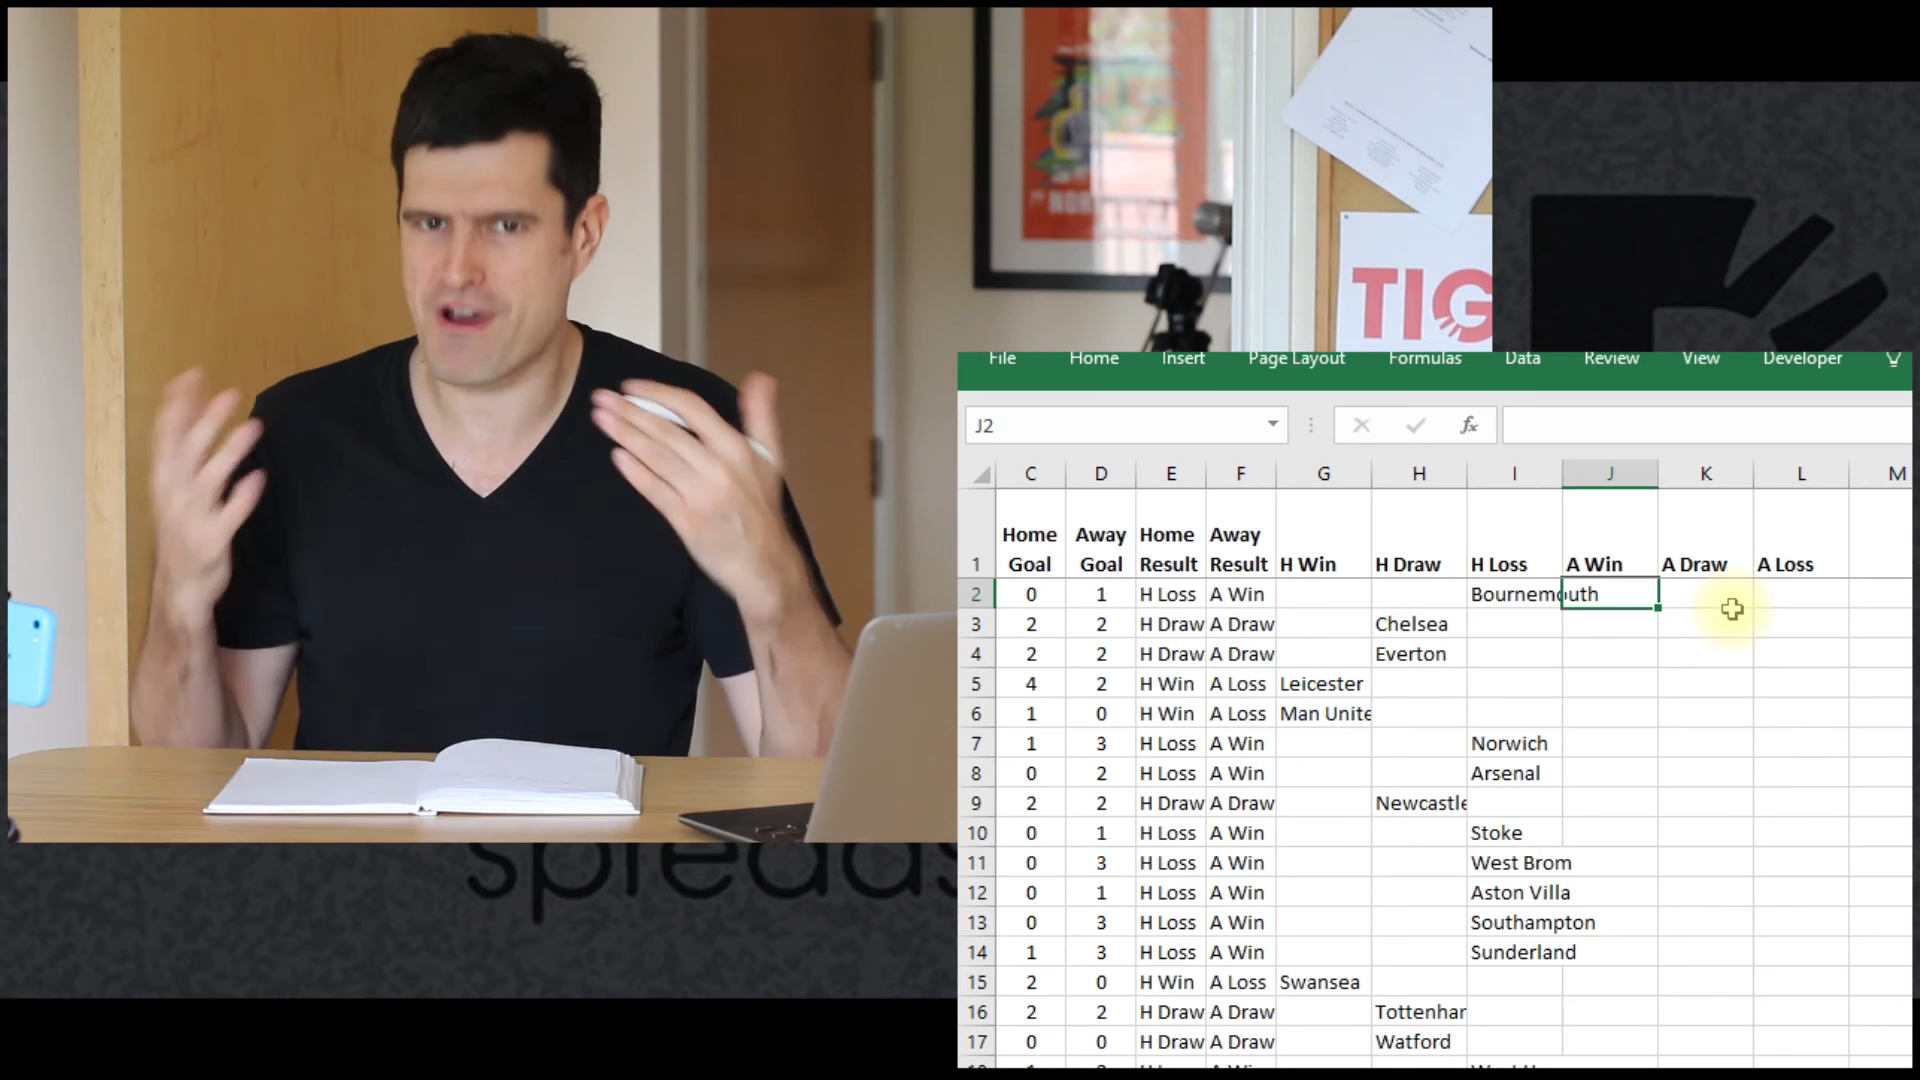 TIG
File Home Insert Page Layout Formulas Data Review View Developer
J2 fx
C D E F G H I J K L M
1 Home Goal Away Goal Home Result Away Result H Win H Draw H Loss A Win A Draw A Loss
2 0 1 H Loss A Win Bournemouth
3 2 2 H Draw A Draw Chelsea
4 2 2 H Draw A Draw Everton
5 4 2 H Win A Loss Leicester
6 1 0 H Win A Loss Man Unite
7 1 3 H Loss A Win Norwich
8 0 2 H Loss A Win Arsenal
9 2 2 H Draw A Draw Newcastle
10 0 1 H Loss A Win Stoke
11 0 3 H Loss A Win West Brom
12 0 1 H Loss A Win Aston Villa
13 0 3 H Loss A Win Southampton
14 1 3 H Loss A Win Sunderland
15 2 0 H Win A Loss Swansea
16 2 2 H Draw A Draw Tottenhar
17 0 0 H Draw A Draw Watford
spreads